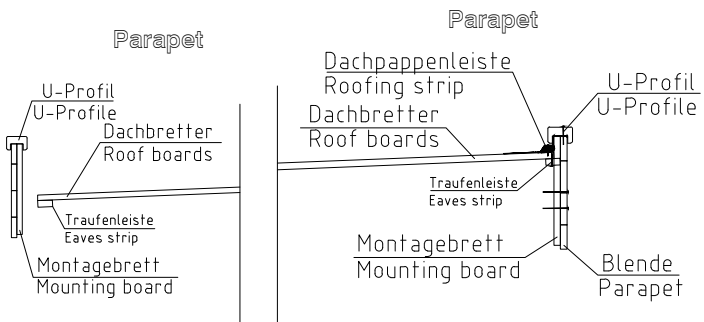 Parapet
U-Profil
U-Profile
Dachbretter
Roof boards
Traufenleiste
Eaves strip
Montagebrett
Mounting board
Parapet
Dachpappenleiste
Roofing strip
U-Profil
U-Profile
Dachbretter
Roof boards
Traufenleiste
Eaves strip
Montagebrett
Mounting board
Blende
Parapet